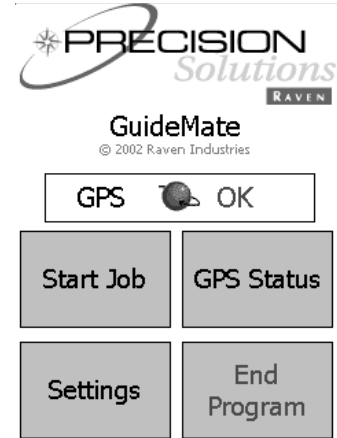 PRECISION
Solutions
RAVEN
GuideMate
© 2002 Raven Industries
GPS OK
Start Job
GPS Status
Settings
End
Program